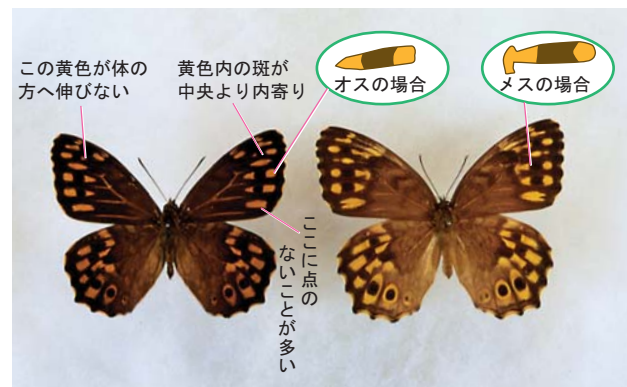 この黄色が体の
方へ伸びない
黄色内の斑が
中央より内寄り
オスの場合
メスの場合
ここに点の
ないことが多い